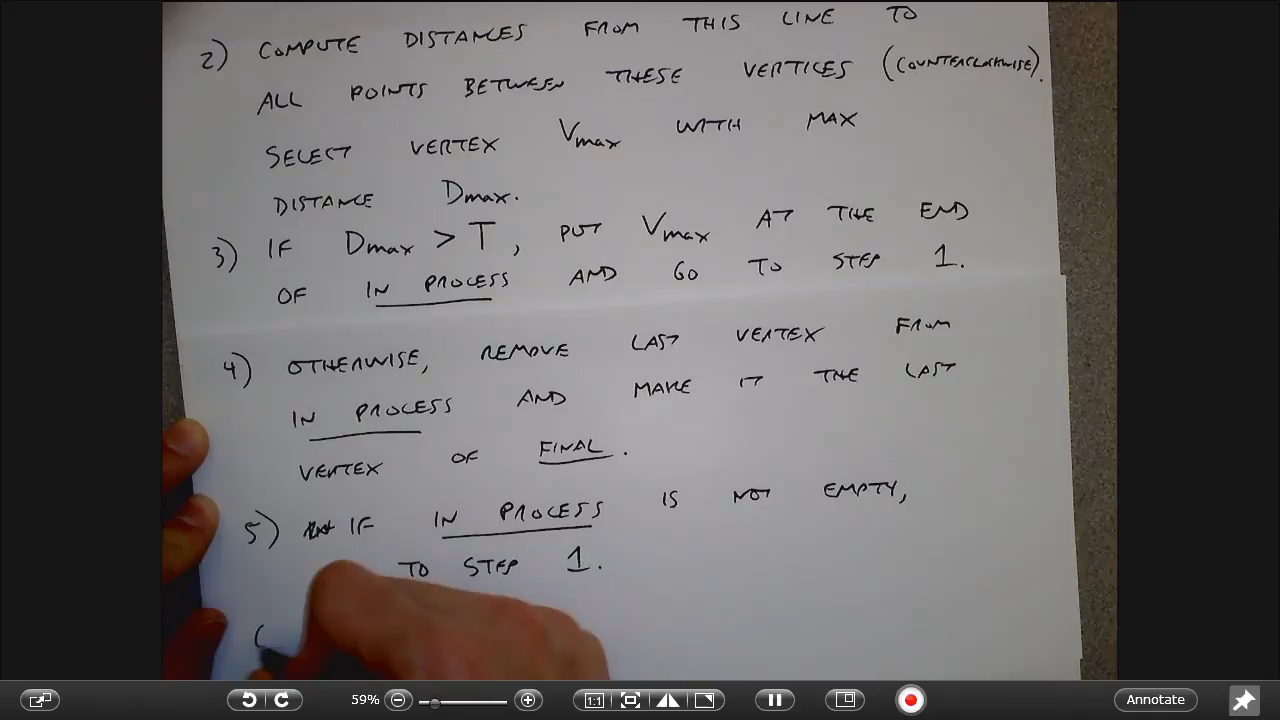 2) COMPUTE DISTANCES FROM THIS LINE TO
ALL POINTS BETWEEN THESE VERTICES (COUNTERCLOCKWISE).
SELECT VERTEX Vmax WITH MAX
DISTANCE Dmax.
3) IF Dmax > T, PUT Vmax AT THE END
OF IN PROCESS AND GO TO STEP 1.
4) OTHERWISE, REMOVE LAST VERTEX FROM
IN PROCESS AND MAKE IT THE LAST
VERTEX OF FINAL.
5) IF IN PROCESS IS NOT EMPTY,
TO STEP 1.
(
59%
1:1
Annotate